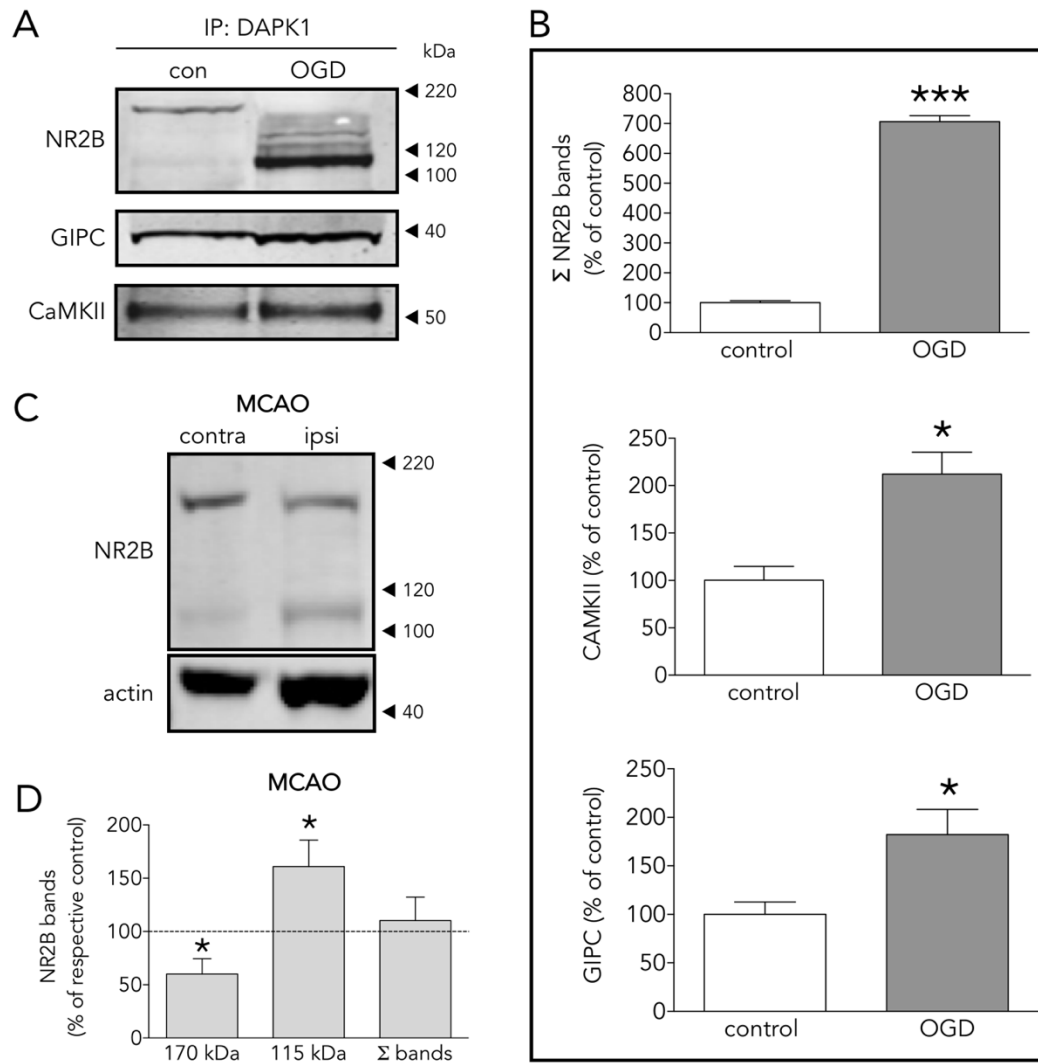 A
IP: DAPK1
kDa
con OGD
NR2B
◄ 220
◄ 120
◄ 100
GIPC
◄ 40
CaMKII
◄ 50
B
Σ NR2B bands
(% of control)
800
700
600
500
400
300
200
100
0
***
control OGD
CAMKII (% of control)
250
200
150
100
50
0
*
control OGD
GIPC (% of control)
250
200
150
100
50
0
*
control OGD
C
MCAO
contra ipsi
NR2B
◄ 220
◄ 120
◄ 100
actin
◄ 40
D
MCAO
NR2B bands
(% of respective control)
200
150
100
50
0
*
*
170 kDa 115 kDa Σ bands